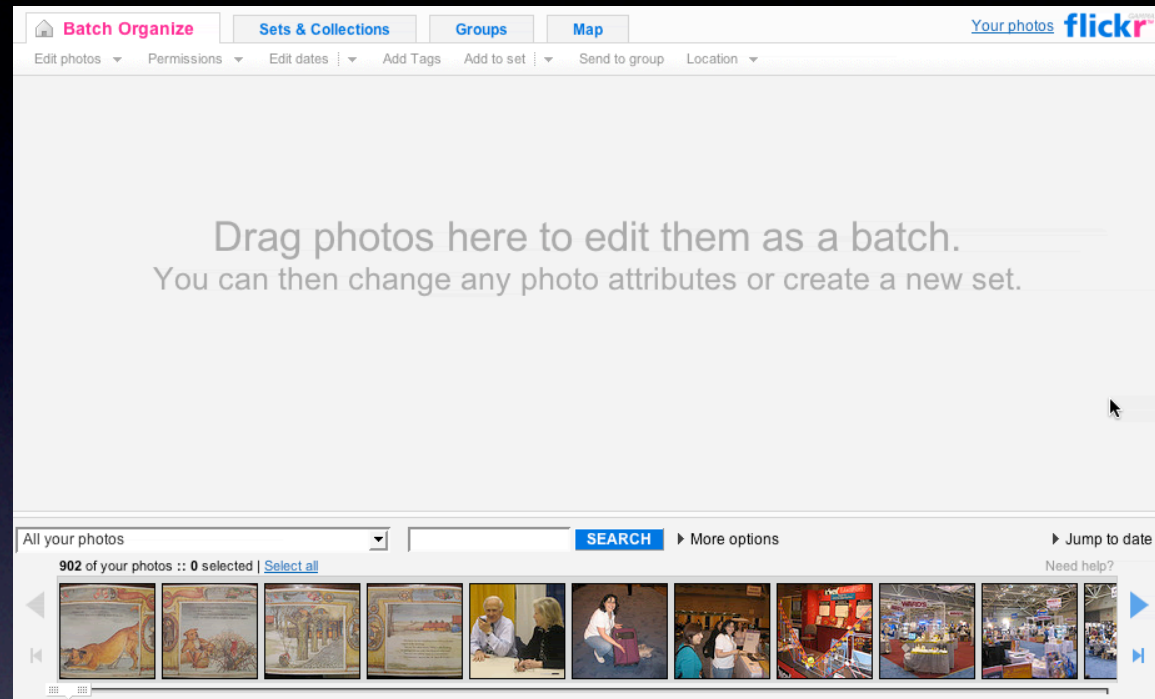 Batch Organize
Sets & Collections
Groups
Map
Your photos
flickr
GAMMA
Edit photos
Permissions
Edit dates
Add Tags
Add to set
Send to group
Location
Drag photos here to edit them as a batch.
You can then change any photo attributes or create a new set.
All your photos
SEARCH
More options
Jump to date
902 of your photos :: 0 selected | Select all
Need help?